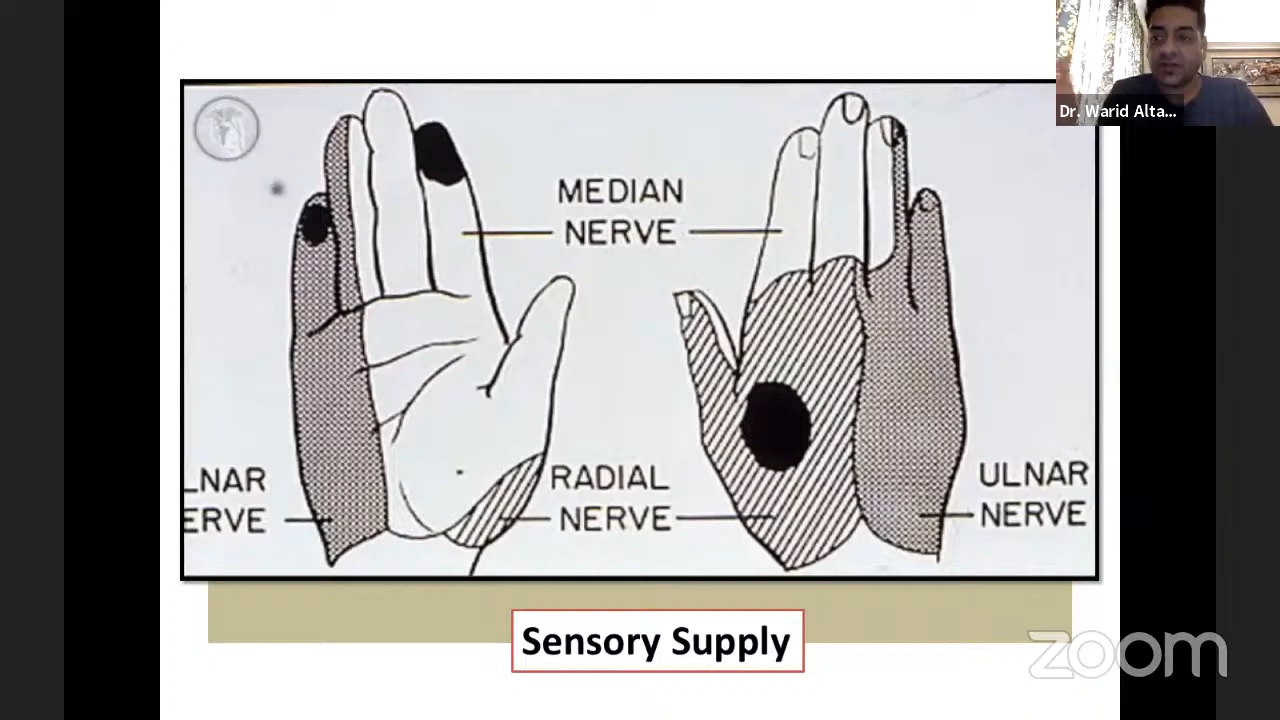 Dr. Warid Alta...
MEDIAN
NERVE
LNAR
ERVE
RADIAL
NERVE
ULNAR
NERVE
Sensory Supply
zoom